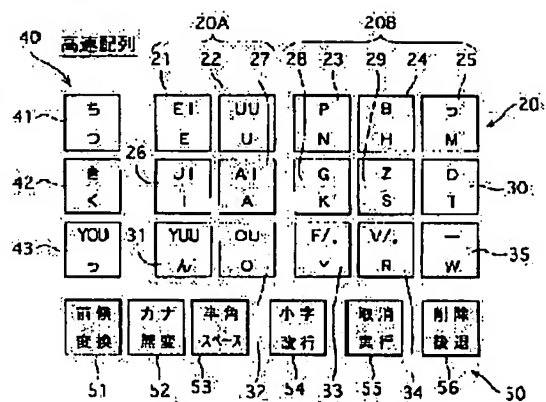 20A 20B
40 高速配列 21 22 27 28 23 29 24 25
41 ち EI UU P B っ 20
つ E U N H M
42 き 26 JI AI G Z D 30
く I A K S T
43 YOU 31 YUU OU F/。 V/。 ー 35
っ ん O Y R W
前候 カナ 半角 小字 取消 削除
変換 無変 スペース 改行 実行 後退
51 52 53 32 54 33 55 34 56 50